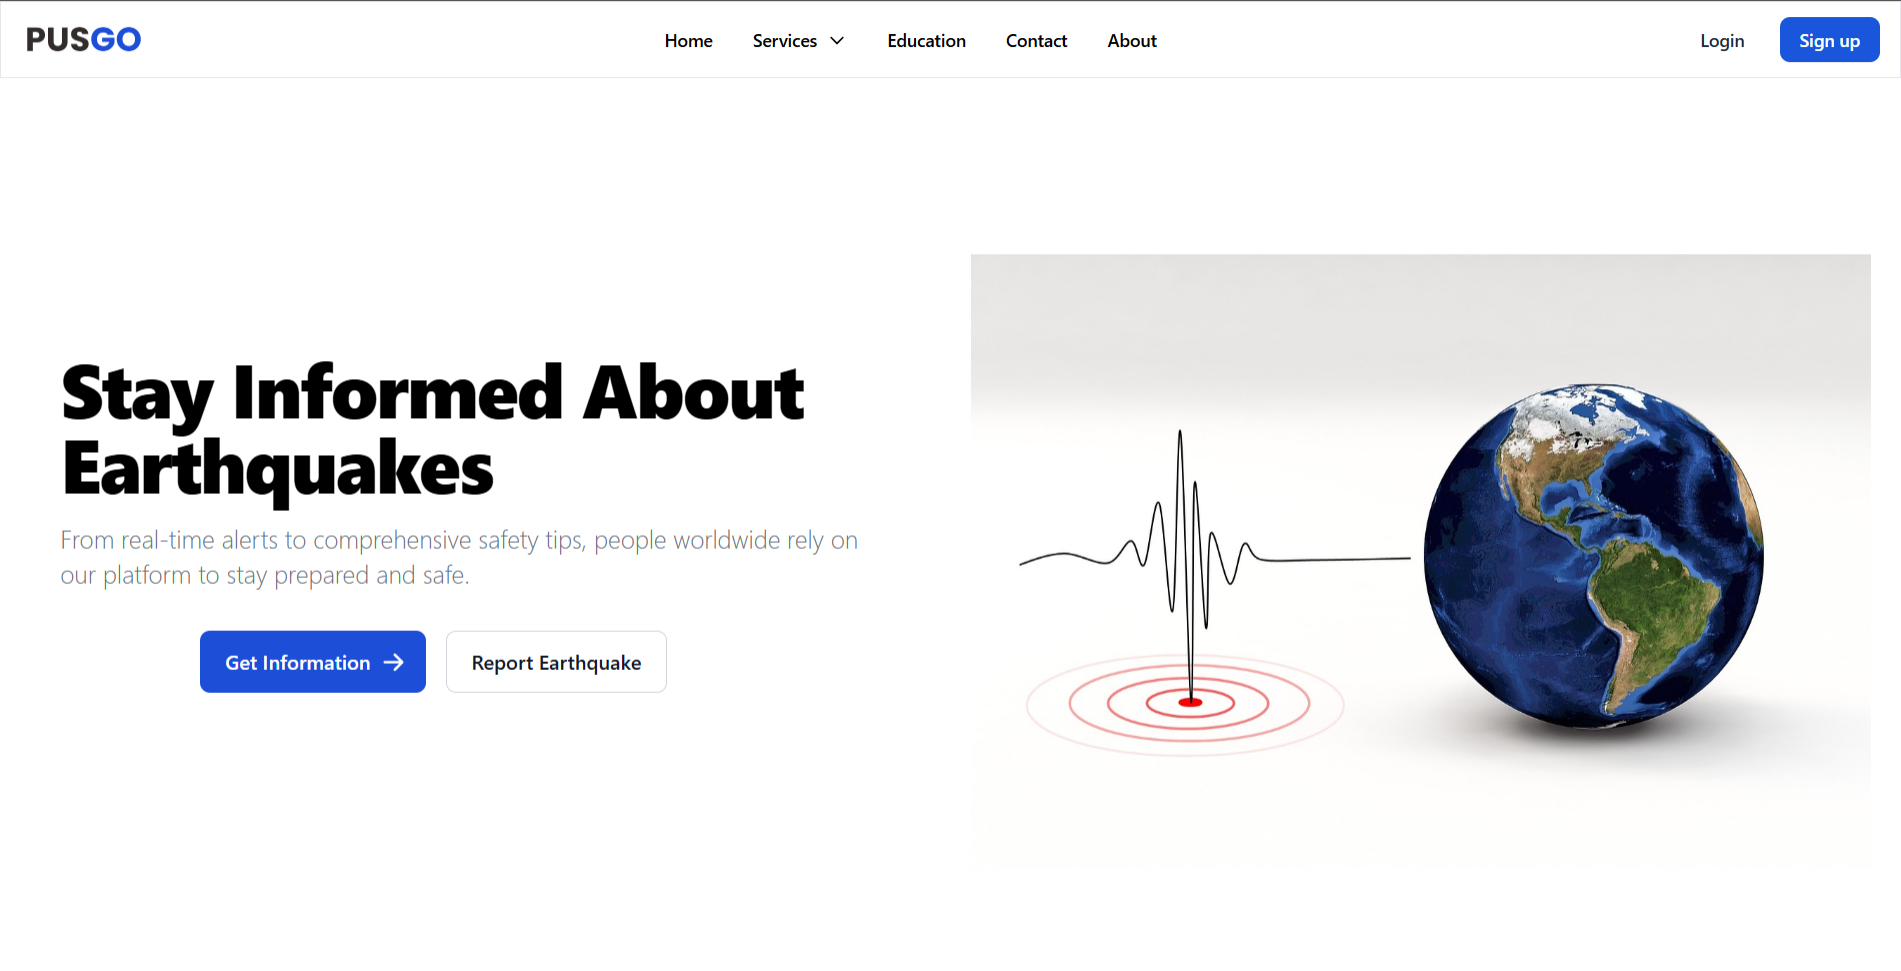 PUSGO
Home
Services
Education
Contact
About
Login
Sign up
Stay Informed About
Earthquakes
From real-time alerts to comprehensive safety tips, people worldwide rely on
our platform to stay prepared and safe.
Get Information
Report Earthquake